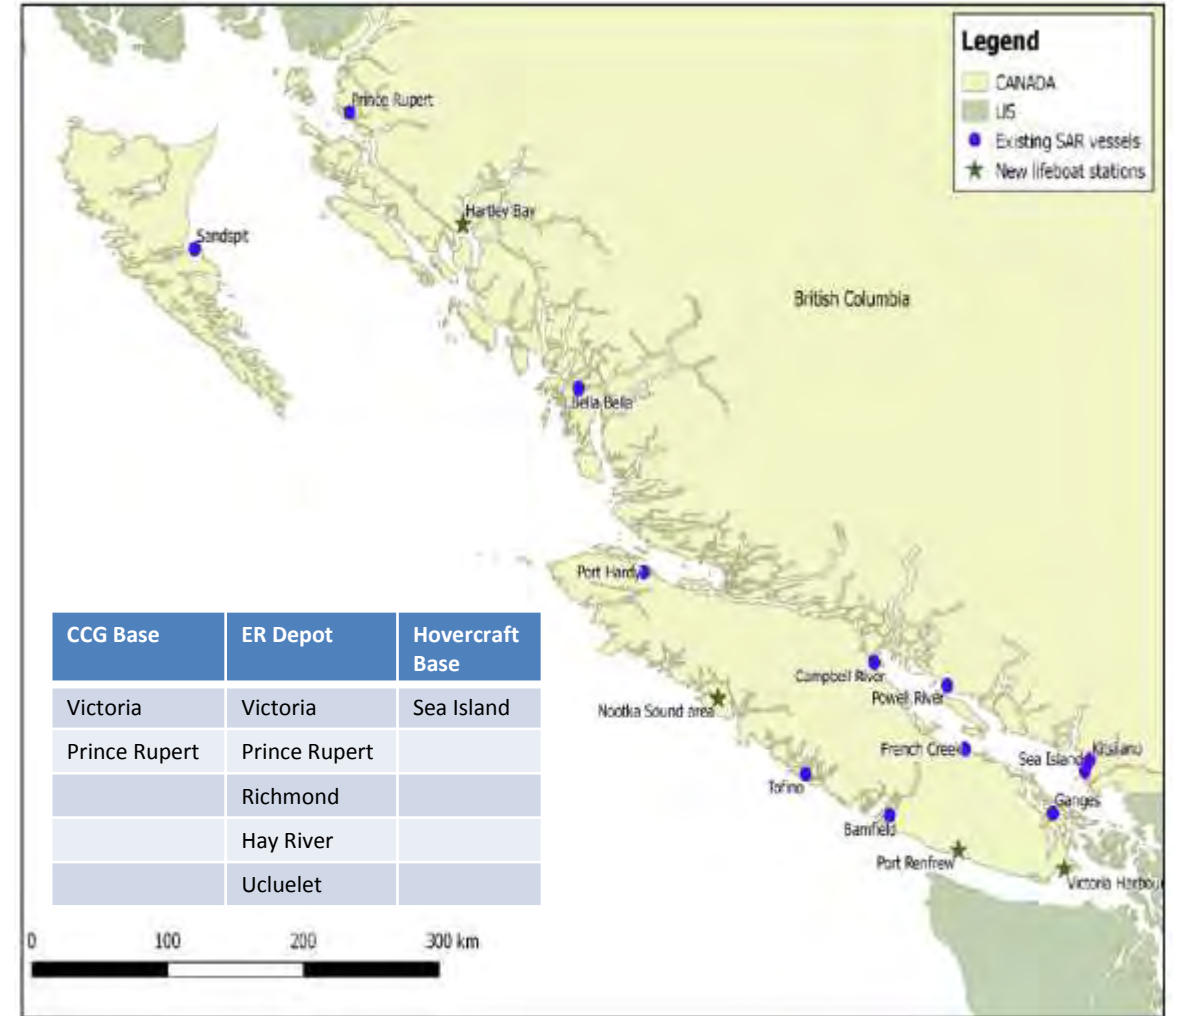 Legend
CANADA
US
Existing SAR vessels
New lifeboat stations
Prince Rupert
Hartley Bay
Sandspit
British Columbia
Bella Bella
Port Hardy
Campbell River
Powell River
Nootka Sound area
French Creek
Kitsilano
Sea Island
Tofino
Ganges
Bamfield
Port Renfrew
Victoria Harbour
CCG Base ER Depot Hovercraft
Base
Victoria Victoria Sea Island
Prince Rupert Prince Rupert
Richmond
Hay River
Ucluelet
0 100 200 300 km